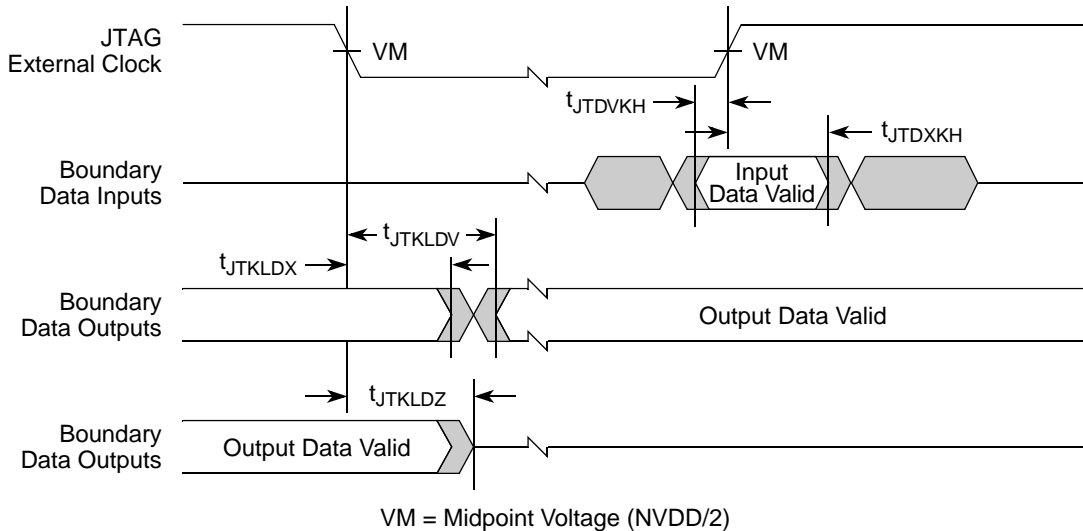 JTAG
External Clock
VM
VM
tJTDVKH
tJTDXKH
Boundary
Data Inputs
Input
Data Valid
tJTKLDV
tJTKLDX
Boundary
Data Outputs
Output Data Valid
tJTKLDZ
Boundary
Data Outputs
Output Data Valid
VM = Midpoint Voltage (NVDD/2)